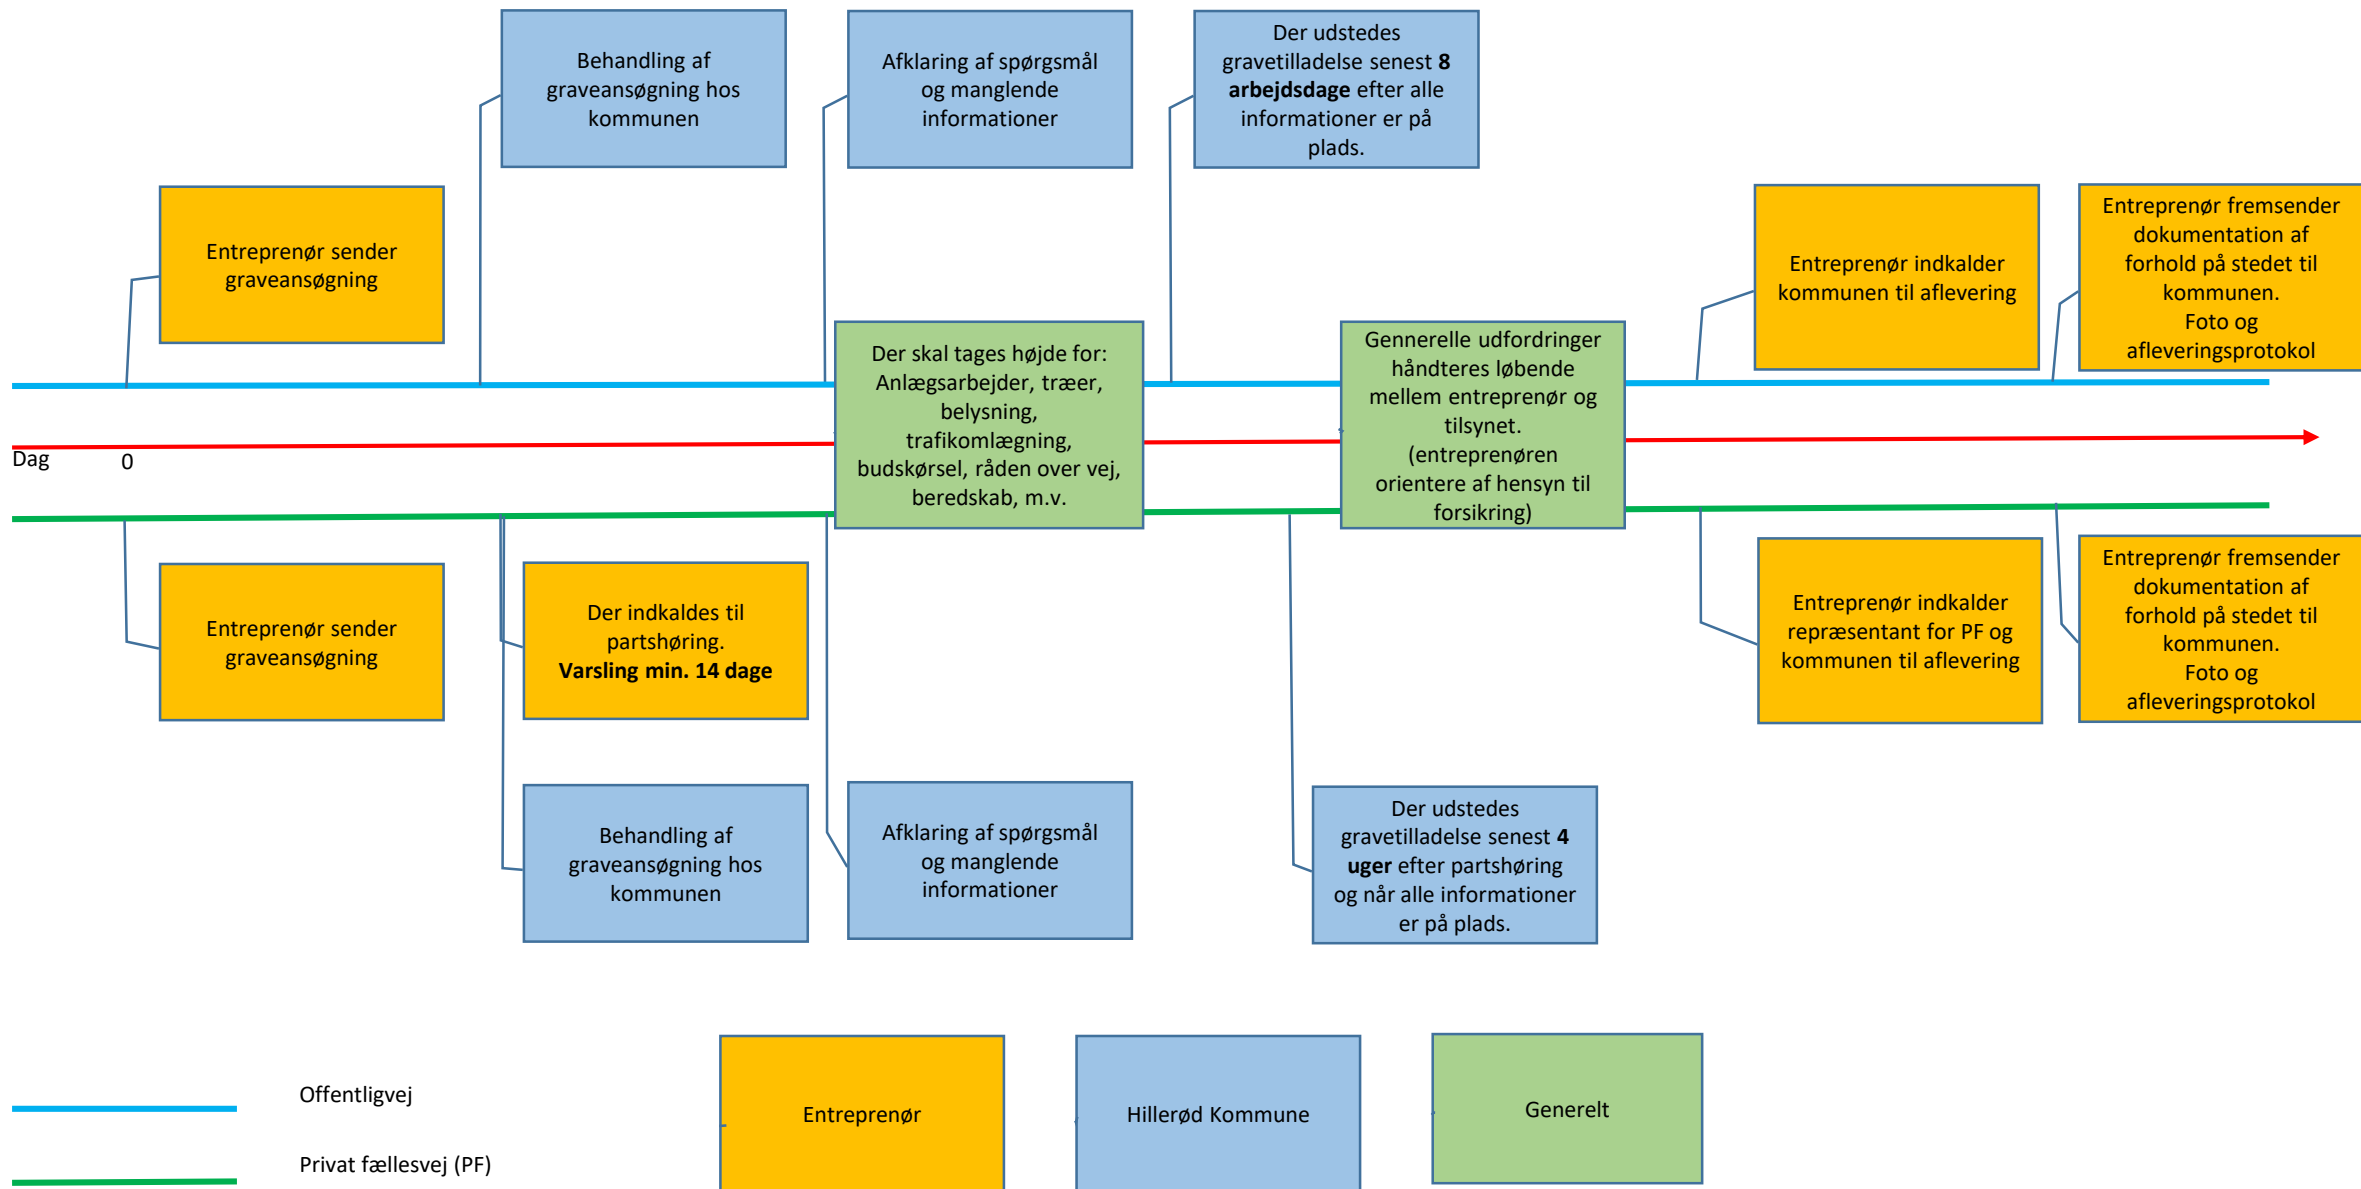 Behandling af
graveansøgning hos
kommunen
Afklaring af spørgsmål
og manglende
informationer
Der udstedes
gravetilladelse senest 8
arbejdsdage efter alle
informationer er på
plads.
Entreprenør sender
graveansøgning
Entreprenør indkalder
kommunen til aflevering
Entreprenør fremsender
dokumentation af
forhold på stedet til
kommunen.
Foto og
afleveringsprotokol
Der skal tages højde for:
Anlægsarbejder, træer,
belysning,
trafikomlægning,
budskørsel, råden over vej,
beredskab, m.v.
Gennerelle udfordringer
håndteres løbende
mellem entreprenør og
tilsynet.
(entreprenøren
orientere af hensyn til
forsikring)
Dag
0
Entreprenør sender
graveansøgning
Der indkaldes til
partshøring.
Varsling min. 14 dage
Entreprenør indkalder
repræsentant for PF og
kommunen til aflevering
Entreprenør fremsender
dokumentation af
forhold på stedet til
kommunen.
Foto og
afleveringsprotokol
Behandling af
graveansøgning hos
kommunen
Afklaring af spørgsmål
og manglende
informationer
Der udstedes
gravetilladelse senest 4
uger efter partshøring
og når alle informationer
er på plads.
Offentligvej
Privat fællesvej (PF)
Entreprenør
Hillerød Kommune
Generelt